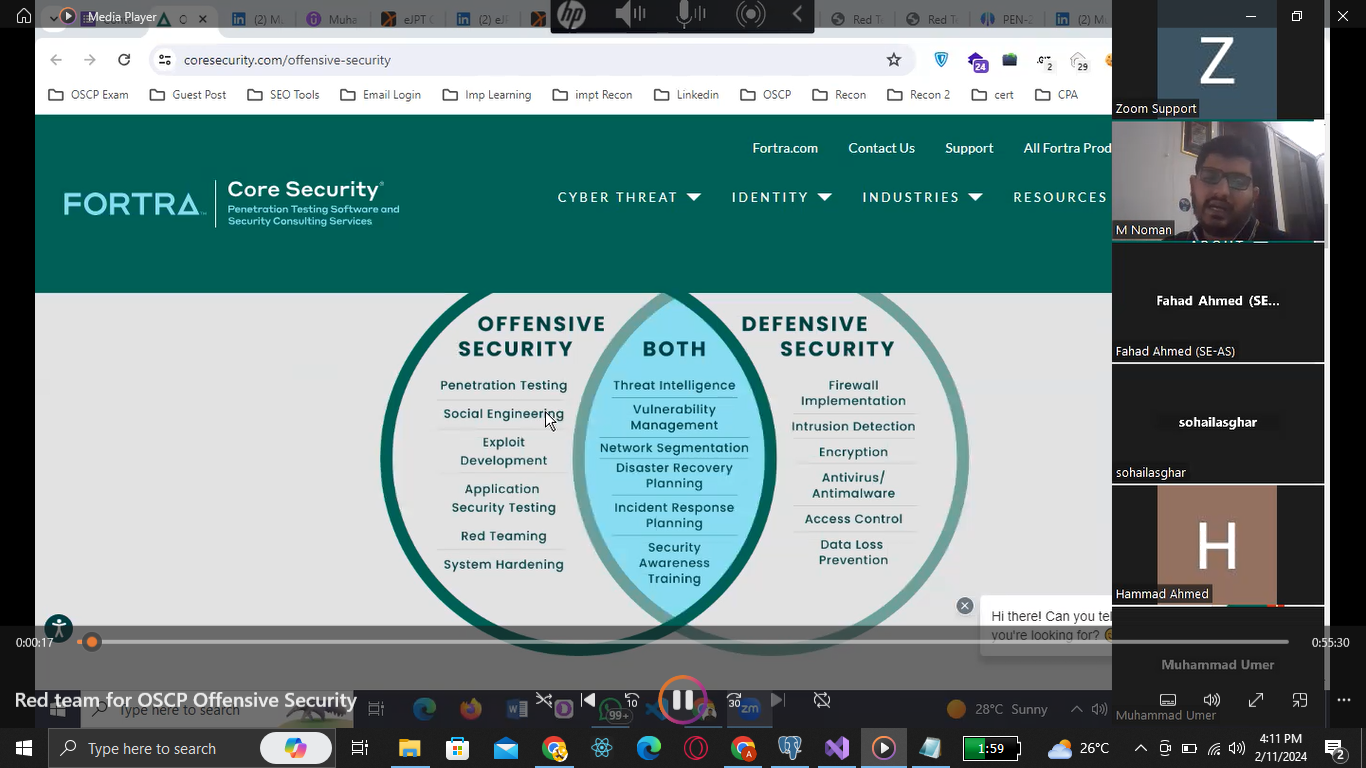 Media Player
(2) M
Muha
eJPT C
(2) eJF
Red T
Red T
PEN-2
(2) M
coresecurity.com/offensive-security
24
2
29
OSCP Exam
Guest Post
SEO Tools
Email Login
Imp Learning
impt Recon
Linkedin
OSCP
Recon
Recon 2
cert
CPA
Fortra.com
Contact Us
Support
All Fortra Prod
FORTRA
Core Security
Penetration Testing Software and
Security Consulting Services
CYBER THREAT
IDENTITY
INDUSTRIES
RESOURCES
ABOUT
OFFENSIVE
SECURITY
Penetration Testing
Social Engineering
Exploit
Development
Application
Security Testing
Red Teaming
System Hardening
BOTH
Threat Intelligence
Vulnerability
Management
Network Segmentation
Disaster Recovery
Planning
Incident Response
Planning
Security
Awareness
Training
DEFENSIVE
SECURITY
Firewall
Implementation
Intrusion Detection
Encryption
Antivirus/
Antimalware
Access Control
Data Loss
Prevention
Hi there! Can you tel
you're looking for?
Z
Zoom Support
M Noman
Fahad Ahmed (SE...
Fahad Ahmed (SE-AS)
sohailasghar
sohailasghar
H
Hammad Ahmed
Muhammad Umer
Muhammad Umer
0:00:17
0:55:30
Red team for OSCP Offensive Security
10
30
Type here to search
99+
zm
28°C Sunny
Type here to search
1:59
26°C
4:11 PM
2/11/2024
2